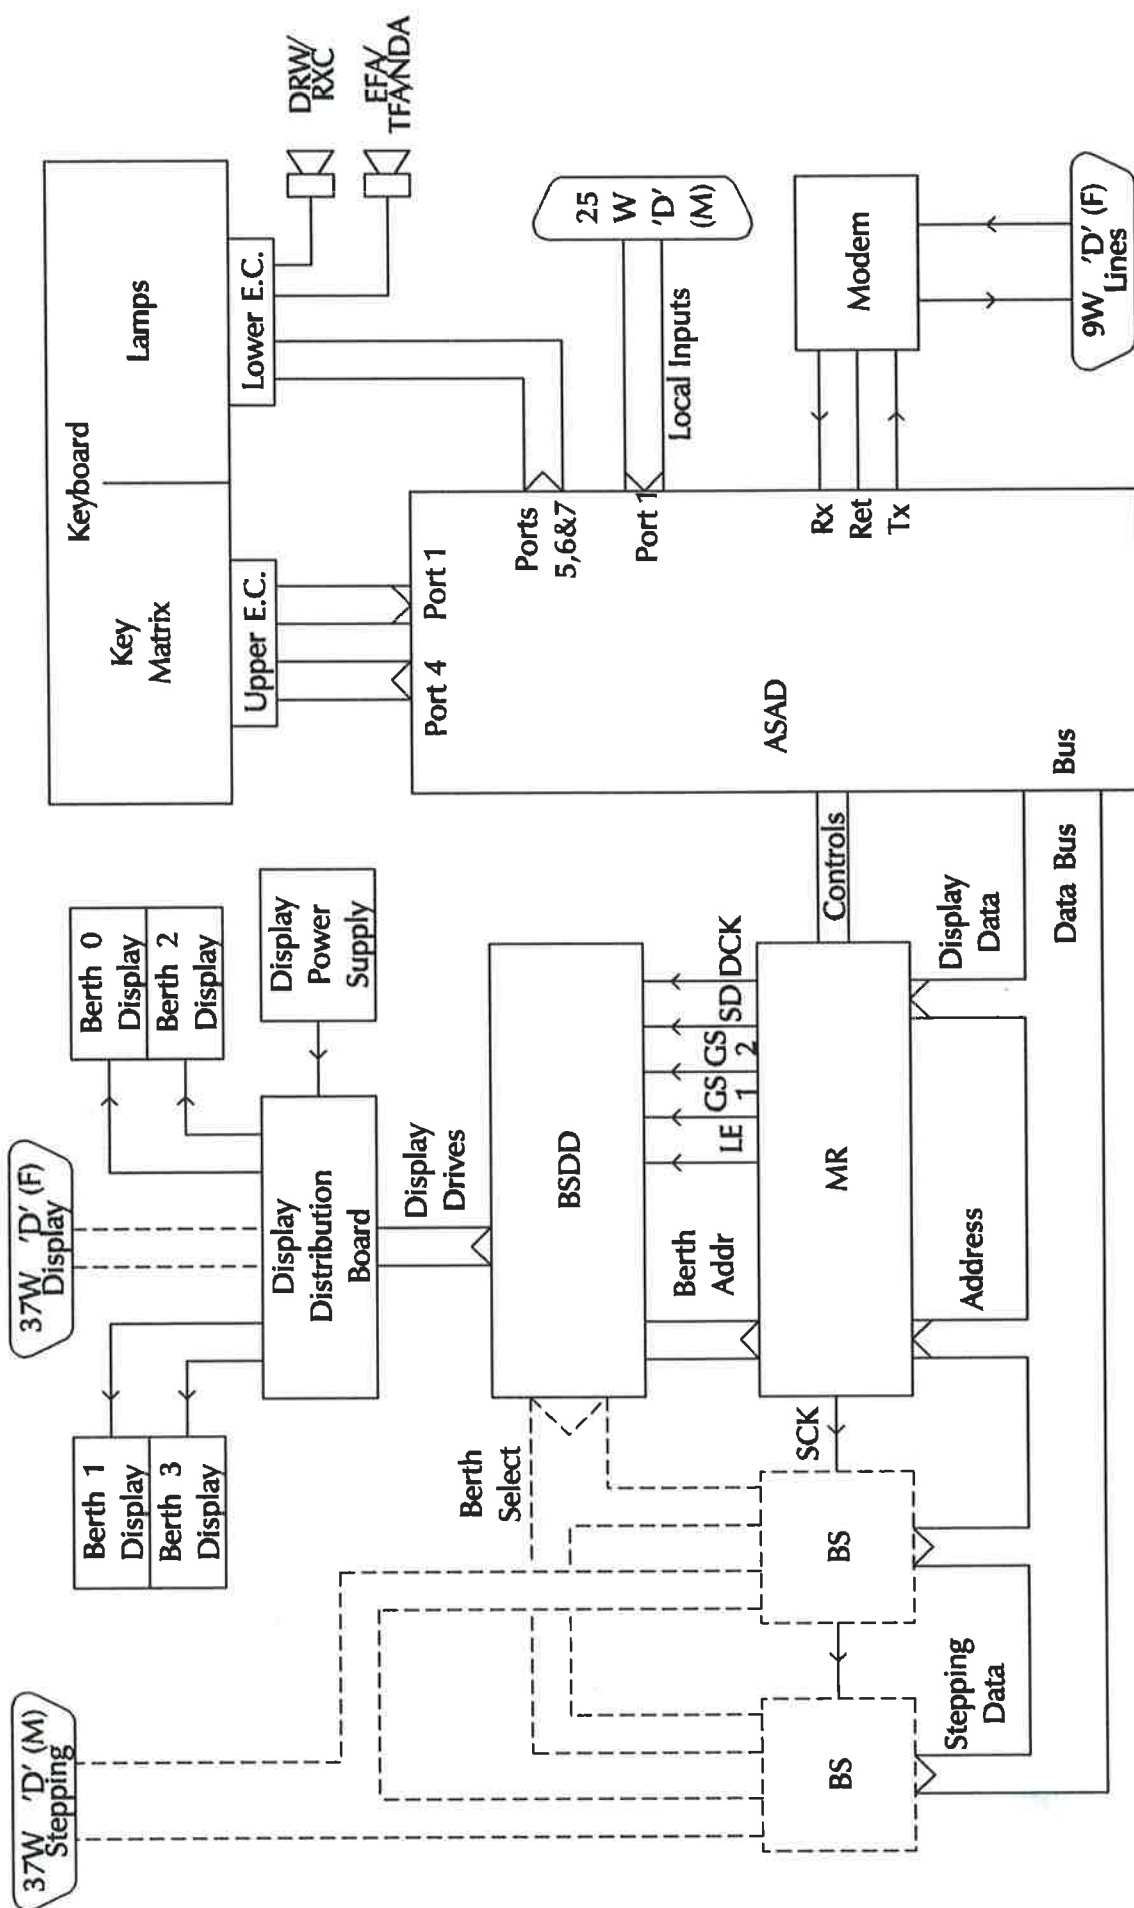 37W 'D' (M)
Stepping
37W 'D' (F)
Display
Berth 1
Display
Berth 3
Display
Berth 0
Display
Berth 2
Display
Display
Distribution
Board
Display
Power
Supply
Display
Drives
Berth
Select
BSDD
Berth
Addr
LE
GS
1
GS
2
SD
DCK
MR
SCK
BS
BS
Stepping
Data
Address
Display
Data
Controls
Data Bus
Bus
Keyboard
Key
Matrix
Lamps
Upper E.C.
Lower E.C.
DRW/
RXC
EFA/
TFA/NDA
Port 4
Port 1
Ports
5,6&7
Port 1
Local Inputs
25
W
'D'
(M)
ASAD
Rx
Ret
Tx
Modem
9W 'D' (F)
Lines